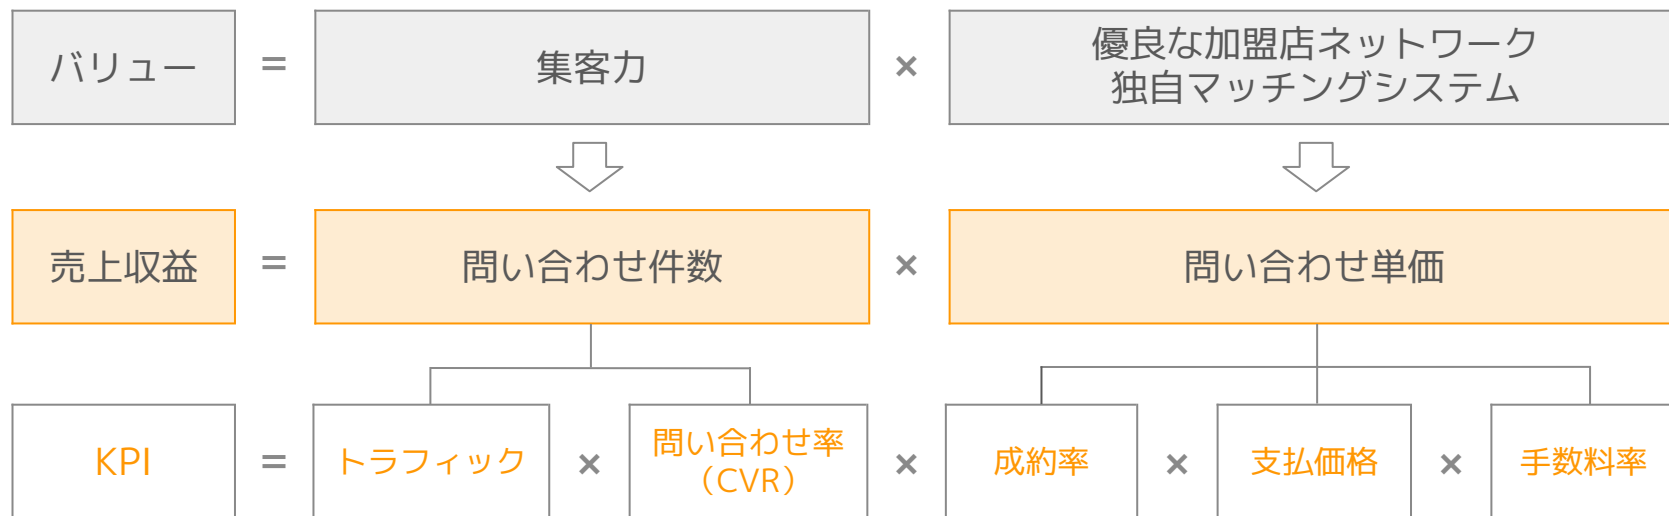 バリュー = 集客力 × 優良な加盟店ネットワーク
独自マッチングシステム
売上収益 = 問い合わせ件数 × 問い合わせ単価
KPI = トラフィック × 問い合わせ率
（CVR） × 成約率 × 支払価格 × 手数料率